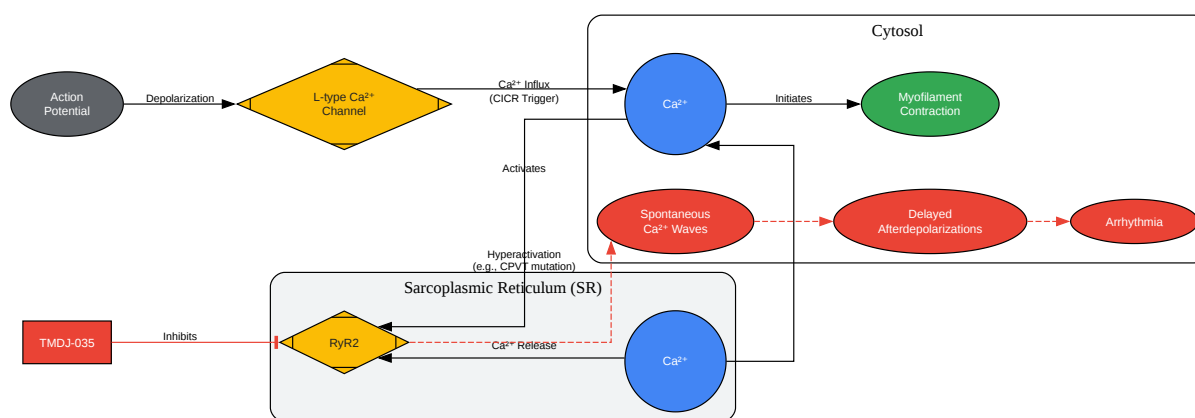 Cytosol
Action
Potential
Depolarization
L-type Ca²⁺
Channel
Ca²⁺ Influx
(CICR Trigger)
Ca²⁺
Initiates
Myofilament
Contraction
Activates
Spontaneous
Ca²⁺ Waves
Delayed
Afterdepolarizations
Arrhythmia
Hyperactivation
(e.g., CPVT mutation)
Sarcoplasmic Reticulum (SR)
TMDJ-035
Inhibits
RyR2
Ca²⁺ Release
Ca²⁺